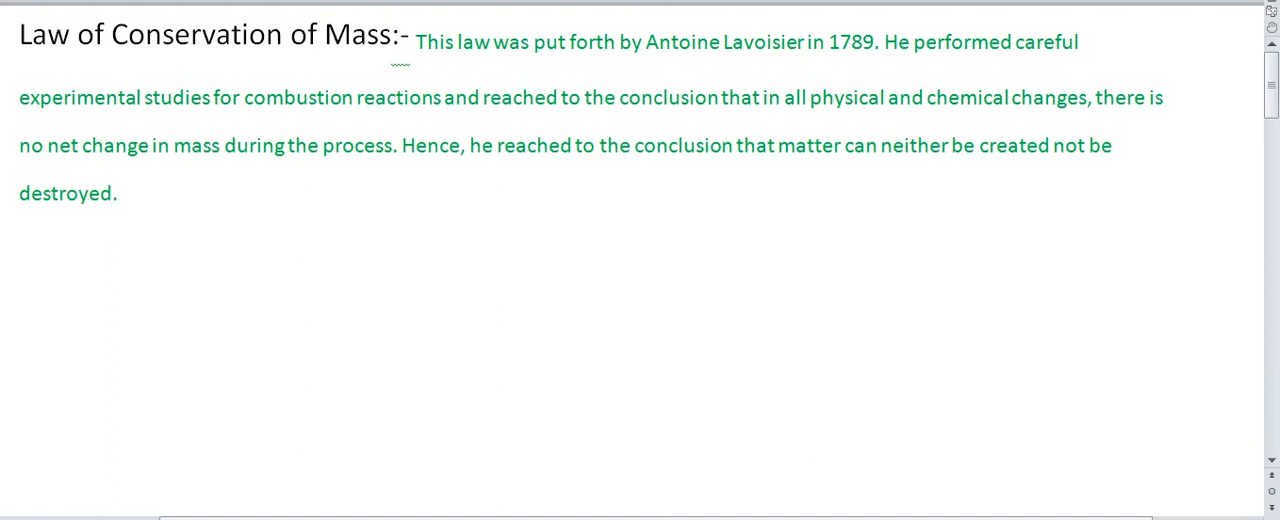 Law of Conservation of Mass:- This law was put forth by Antoine Lavoisier in 1789. He performed careful
experimental studies for combustion reactions and reached to the conclusion that in all physical and chemical changes, there is
no net change in mass during the process. Hence, he reached to the conclusion that matter can neither be created not be
destroyed.